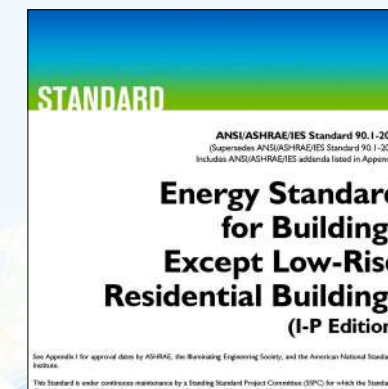 STANDARD
ANSI/ASHRAE/IES Standard 90.1-20
(Supersedes ANSI/ASHRAE/IES Standard 90.1-20
Includes ANSI/ASHRAE/IES addenda listed in Appen
Energy Standard
for Building
Except Low-Rise
Residential Building
(I-P Edition
See Appendix I for approval dates by ASHRAE, the Illuminating Engineering Society, and the American National Standa
Institute.
This Standard is under continuous maintenance by a Standing Standard Project Committee (SSPC) for which the Standar